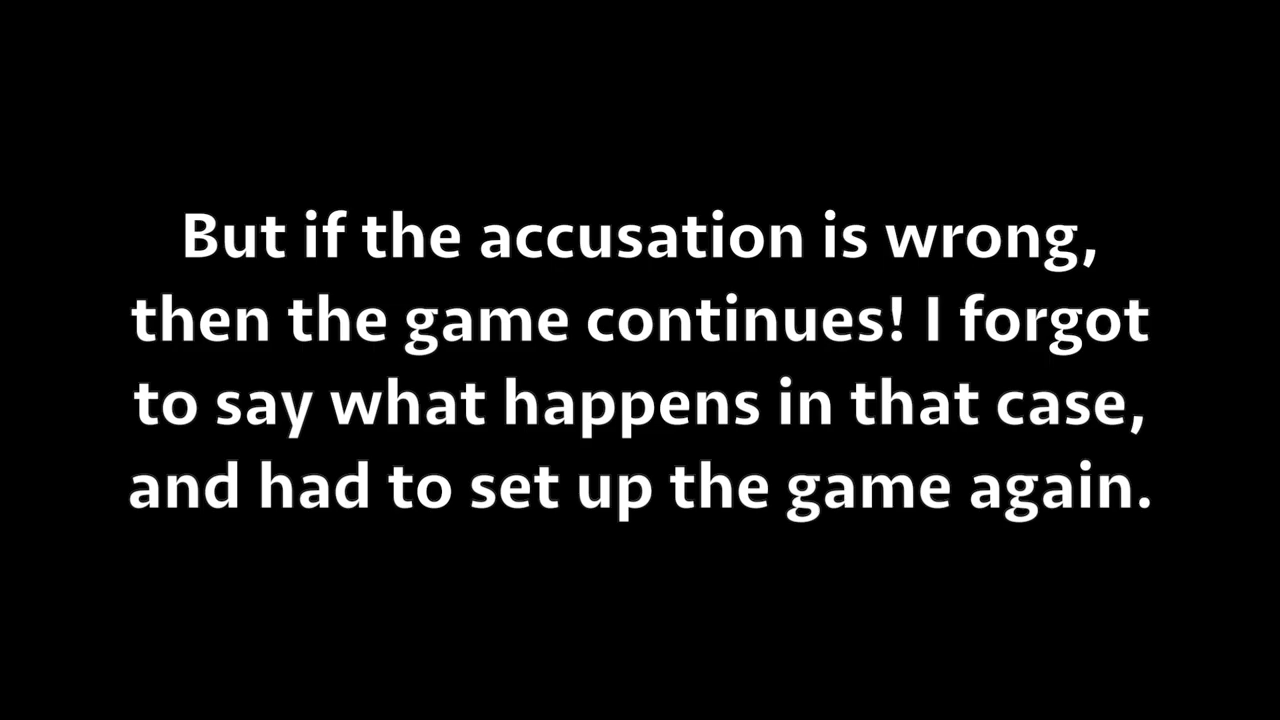 But if the accusation is wrong,
then the game continues! I forgot
to say what happens in that case,
and had to set up the game again.